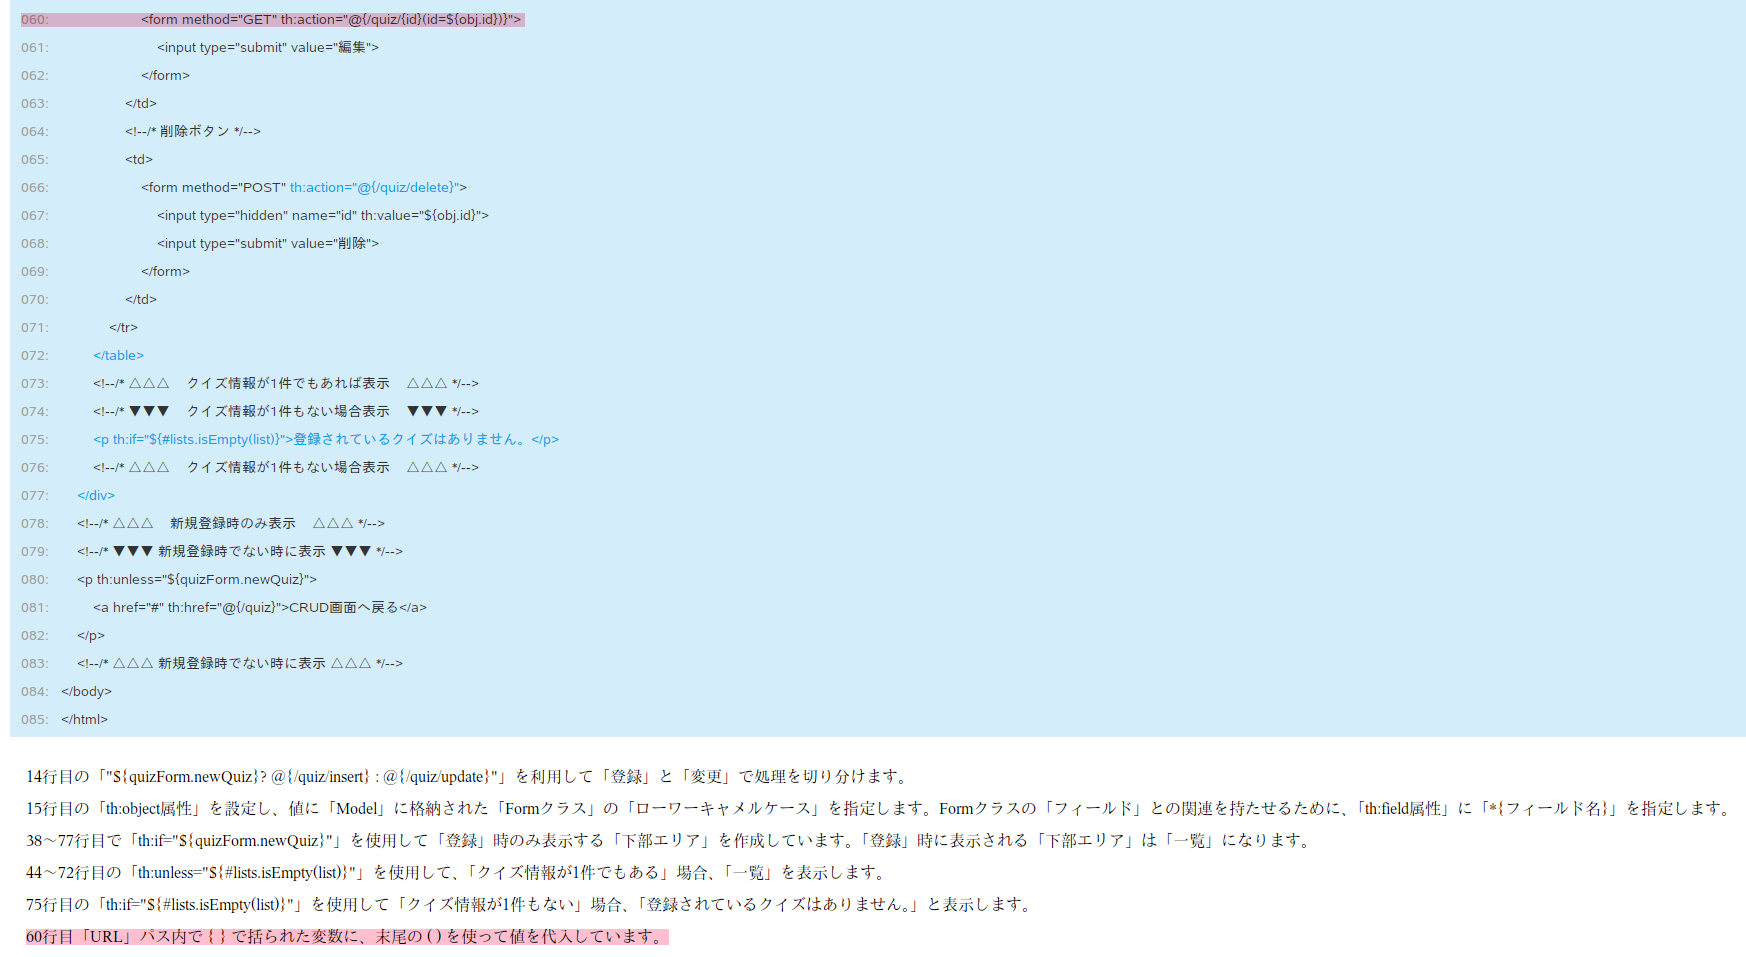 060: <form method="GET" th:action="@{/quiz/{id}(id=${obj.id})}">
061: <input type="submit" value="編集">
062: </form>
063: </td>
064: <!--/* 削除ボタン */-->
065: <td>
066: <form method="POST" th:action="@{/quiz/delete}">
067: <input type="hidden" name="id" th:value="${obj.id}">
068: <input type="submit" value="削除">
069: </form>
070: </td>
071: </tr>
072: </table>
073: <!--/* △△△　クイズ情報が1件でもあれば表示　△△△ */-->
074: <!--/* ▼▼▼　クイズ情報が1件もない場合表示　▼▼▼ */-->
075: <p th:if="${#lists.isEmpty(list)}">登録されているクイズはありません。</p>
076: <!--/* △△△　クイズ情報が1件もない場合表示　△△△ */-->
077: </div>
078: <!--/* △△△　新規登録時のみ表示　△△△ */-->
079: <!--/* ▼▼▼ 新規登録時でない時に表示 ▼▼▼ */-->
080: <p th:unless="${quizForm.newQuiz}">
081: <a href="#" th:href="@{/quiz}">CRUD画面へ戻る</a>
082: </p>
083: <!--/* △△△ 新規登録時でない時に表示 △△△ */-->
084: </body>
085: </html>
14行目の「"${quizForm.newQuiz}? @{/quiz/insert} : @{/quiz/update}"」を利用して「登録」と「変更」で処理を切り分けます。
15行目の「th:object属性」を設定し、値に「Model」に格納された「Formクラス」の「ローワーキャメルケース」を指定します。Formクラスの「フィールド」との関連を持たせるために、「th:field属性」に「*{フィールド名}」を指定します。
38〜77行目で「th:if="${quizForm.newQuiz}"」を使用して「登録」時のみ表示する「下部エリア」を作成しています。「登録」時に表示される「下部エリア」は「一覧」になります。
44〜72行目の「th:unless="${#lists.isEmpty(list)}"」を使用して、「クイズ情報が1件でもある」場合、「一覧」を表示します。
75行目の「th:if="${#lists.isEmpty(list)}"」を使用して「クイズ情報が1件もない」場合、「登録されているクイズはありません。」と表示します。
60行目「URL」パス内で { } で括られた変数に、末尾の ( ) を使って値を代入しています。